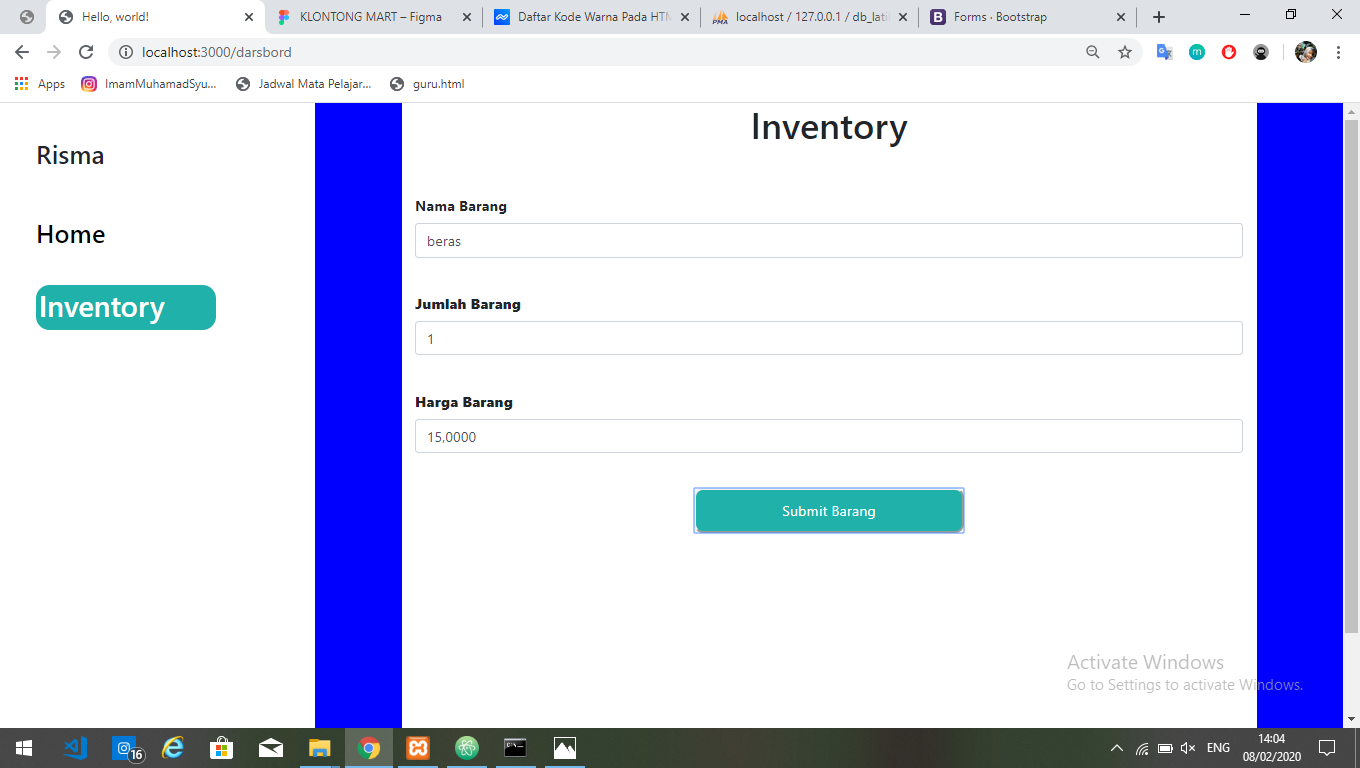 Hello, world!
KLONTONG MART – Figma
Daftar Kode Warna Pada HTM
localhost / 127.0.0.1 / db_lati
Forms · Bootstrap
localhost:3000/darsbord
Apps
ImamMuhamadSyu...
Jadwal Mata Pelajar...
guru.html
Risma
Home
Inventory
Inventory
Nama Barang
beras
Jumlah Barang
1
Harga Barang
15,0000
Submit Barang
Activate Windows
Go to Settings to activate Windows.
16
ENG
14:04
08/02/2020